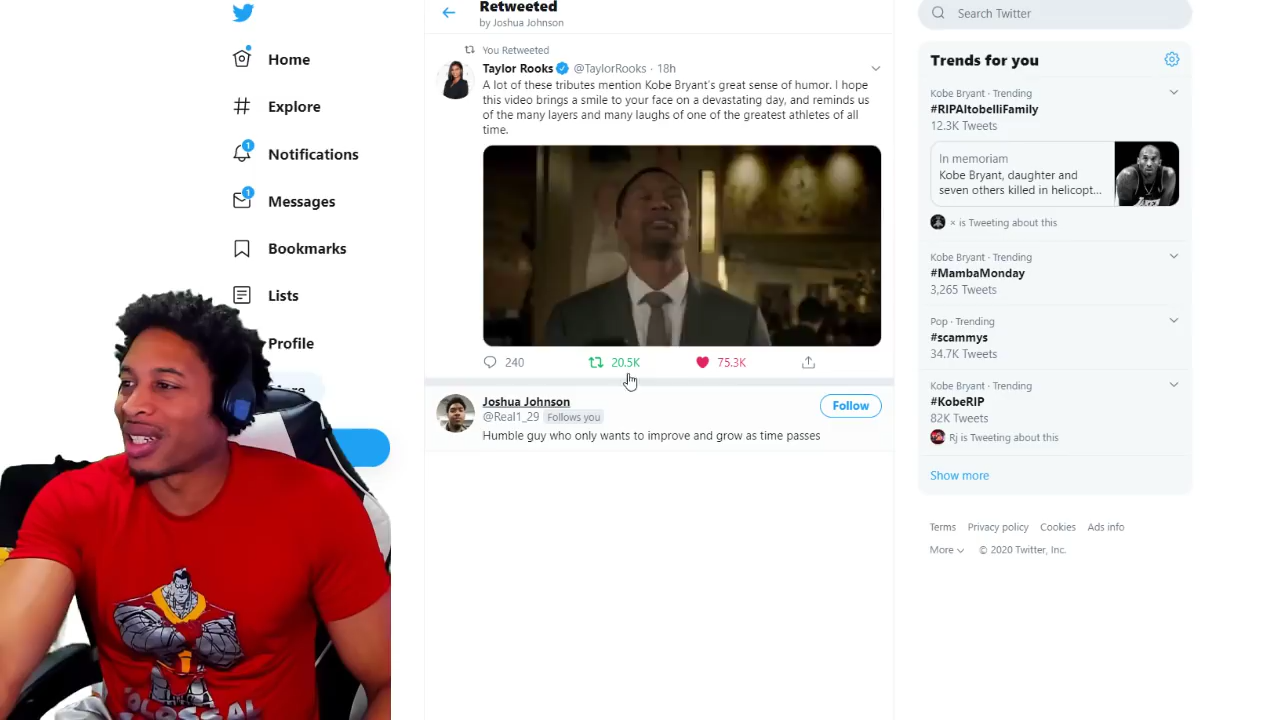 Home
Explore
Notifications
1
Messages
1
Bookmarks
Lists
Profile
Retweeted
by Joshua Johnson
You Retweeted
Taylor Rooks @TaylorRooks · 18h
A lot of these tributes mention Kobe Bryant's great sense of humor. I hope
this video brings a smile to your face on a devastating day, and reminds us
of the many layers and many laughs of one of the greatest athletes of all
time.
240 20.5K 75.3K
Joshua Johnson
@Real1_29 Follows you
Follow
Humble guy who only wants to improve and grow as time passes
Search Twitter
Trends for you
Kobe Bryant · Trending
#RIPAltobelliFamily
12.3K Tweets
In memoriam
Kobe Bryant, daughter and
seven others killed in helicopt...
× is Tweeting about this
Kobe Bryant · Trending
#MambaMonday
3,265 Tweets
Pop · Trending
#scammys
34.7K Tweets
Kobe Bryant · Trending
#KobeRIP
82K Tweets
Rj is Tweeting about this
Show more
Terms Privacy policy Cookies Ads info
More © 2020 Twitter, Inc.
COLOSSAL